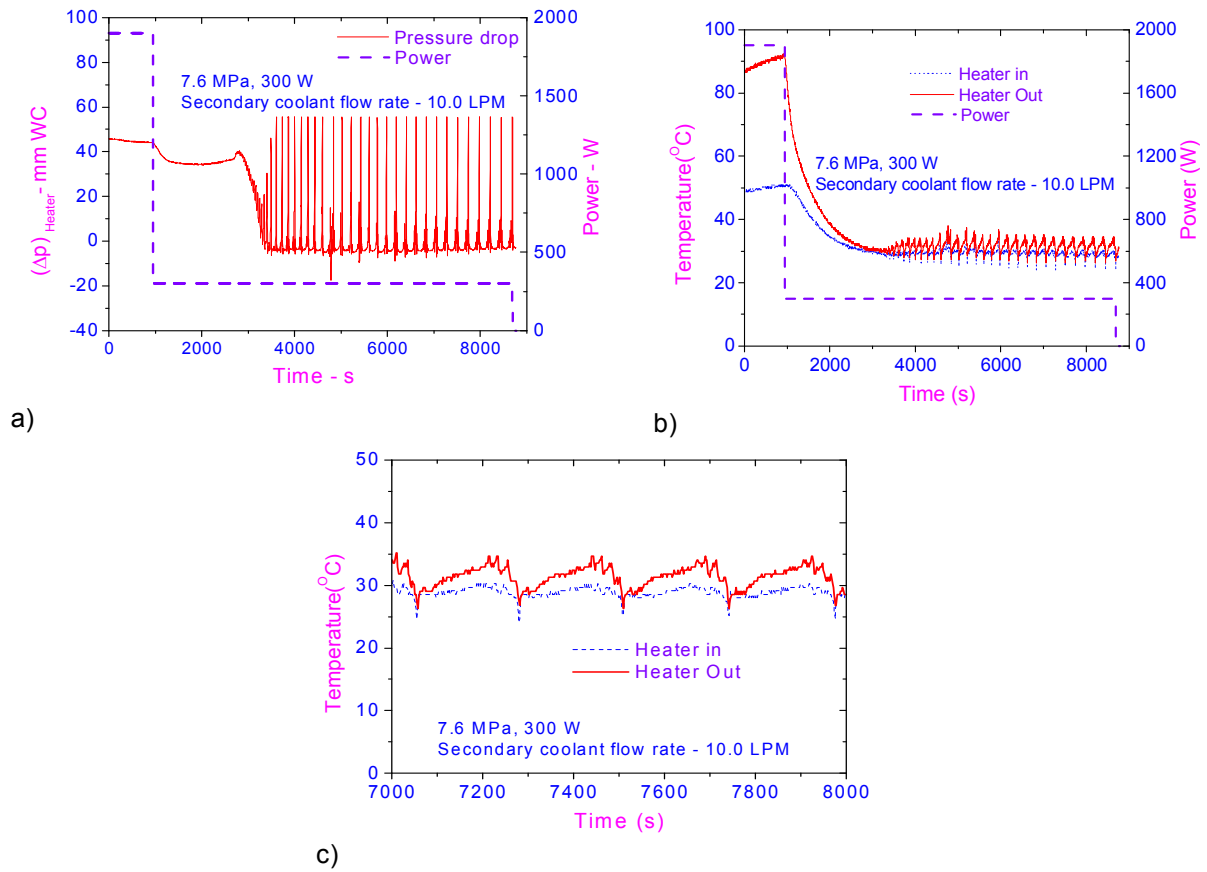 100
90
80
60
40
20
0
-20
-40
0
2000
4000
6000
8000
2000
1500
1000
500
0
(Δp) Heater - mm WC
Power - W
Time - s
Pressure drop
Power
7.6 MPa, 300 W
Secondary coolant flow rate - 10.0 LPM
a)
100
80
60
40
20
0
0
2000
4000
6000
8000
2000
1600
1200
800
400
0
Temperature(°C)
Power (W)
Time (s)
Heater in
Heater Out
Power
7.6 MPa, 300 W
Secondary coolant flow rate - 10.0 LPM
b)
50
40
30
20
10
0
7000
7200
7400
7600
7800
8000
Temperature(°C)
Time (s)
Heater in
Heater Out
7.6 MPa, 300 W
Secondary coolant flow rate - 10.0 LPM
c)